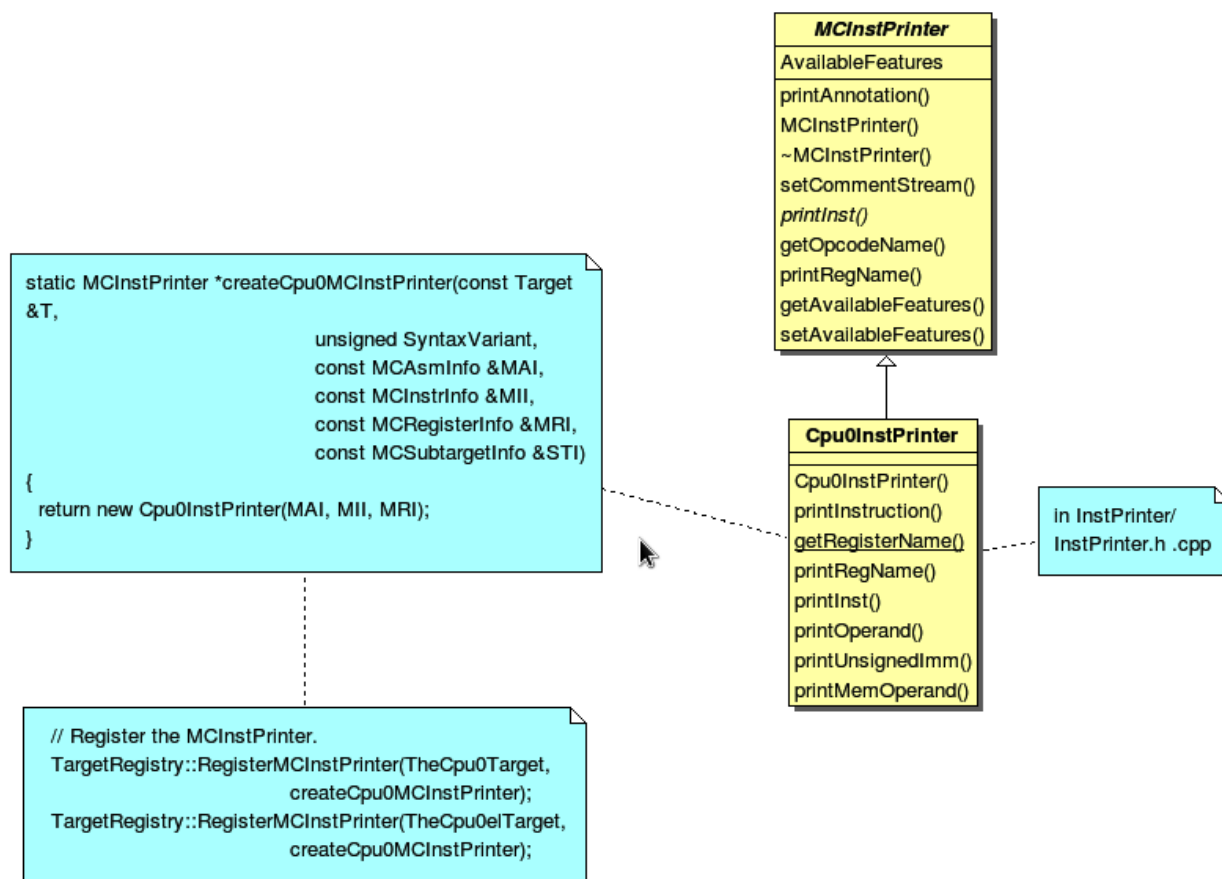 MCInstPrinter
AvailableFeatures
printAnnotation()
MCInstPrinter()
~MCInstPrinter()
setCommentStream()
printInst()
getOpcodeName()
printRegName()
getAvailableFeatures()
setAvailableFeatures()
static MCInstPrinter *createCpu0MCInstPrinter(const Target
&T,
unsigned SyntaxVariant,
const MCAsmInfo &MAI,
const MCInstrInfo &MII,
const MCRegisterInfo &MRI,
const MCSubtargetInfo &STI)
{
return new Cpu0InstPrinter(MAI, MII, MRI);
}
Cpu0InstPrinter
Cpu0InstPrinter()
printInstruction()
getRegisterName()
printRegName()
printInst()
printOperand()
printUnsignedImm()
printMemOperand()
in InstPrinter/
InstPrinter.h .cpp
// Register the MCInstPrinter.
TargetRegistry::RegisterMCInstPrinter(TheCpu0Target,
createCpu0MCInstPrinter);
TargetRegistry::RegisterMCInstPrinter(TheCpu0elTarget,
createCpu0MCInstPrinter);